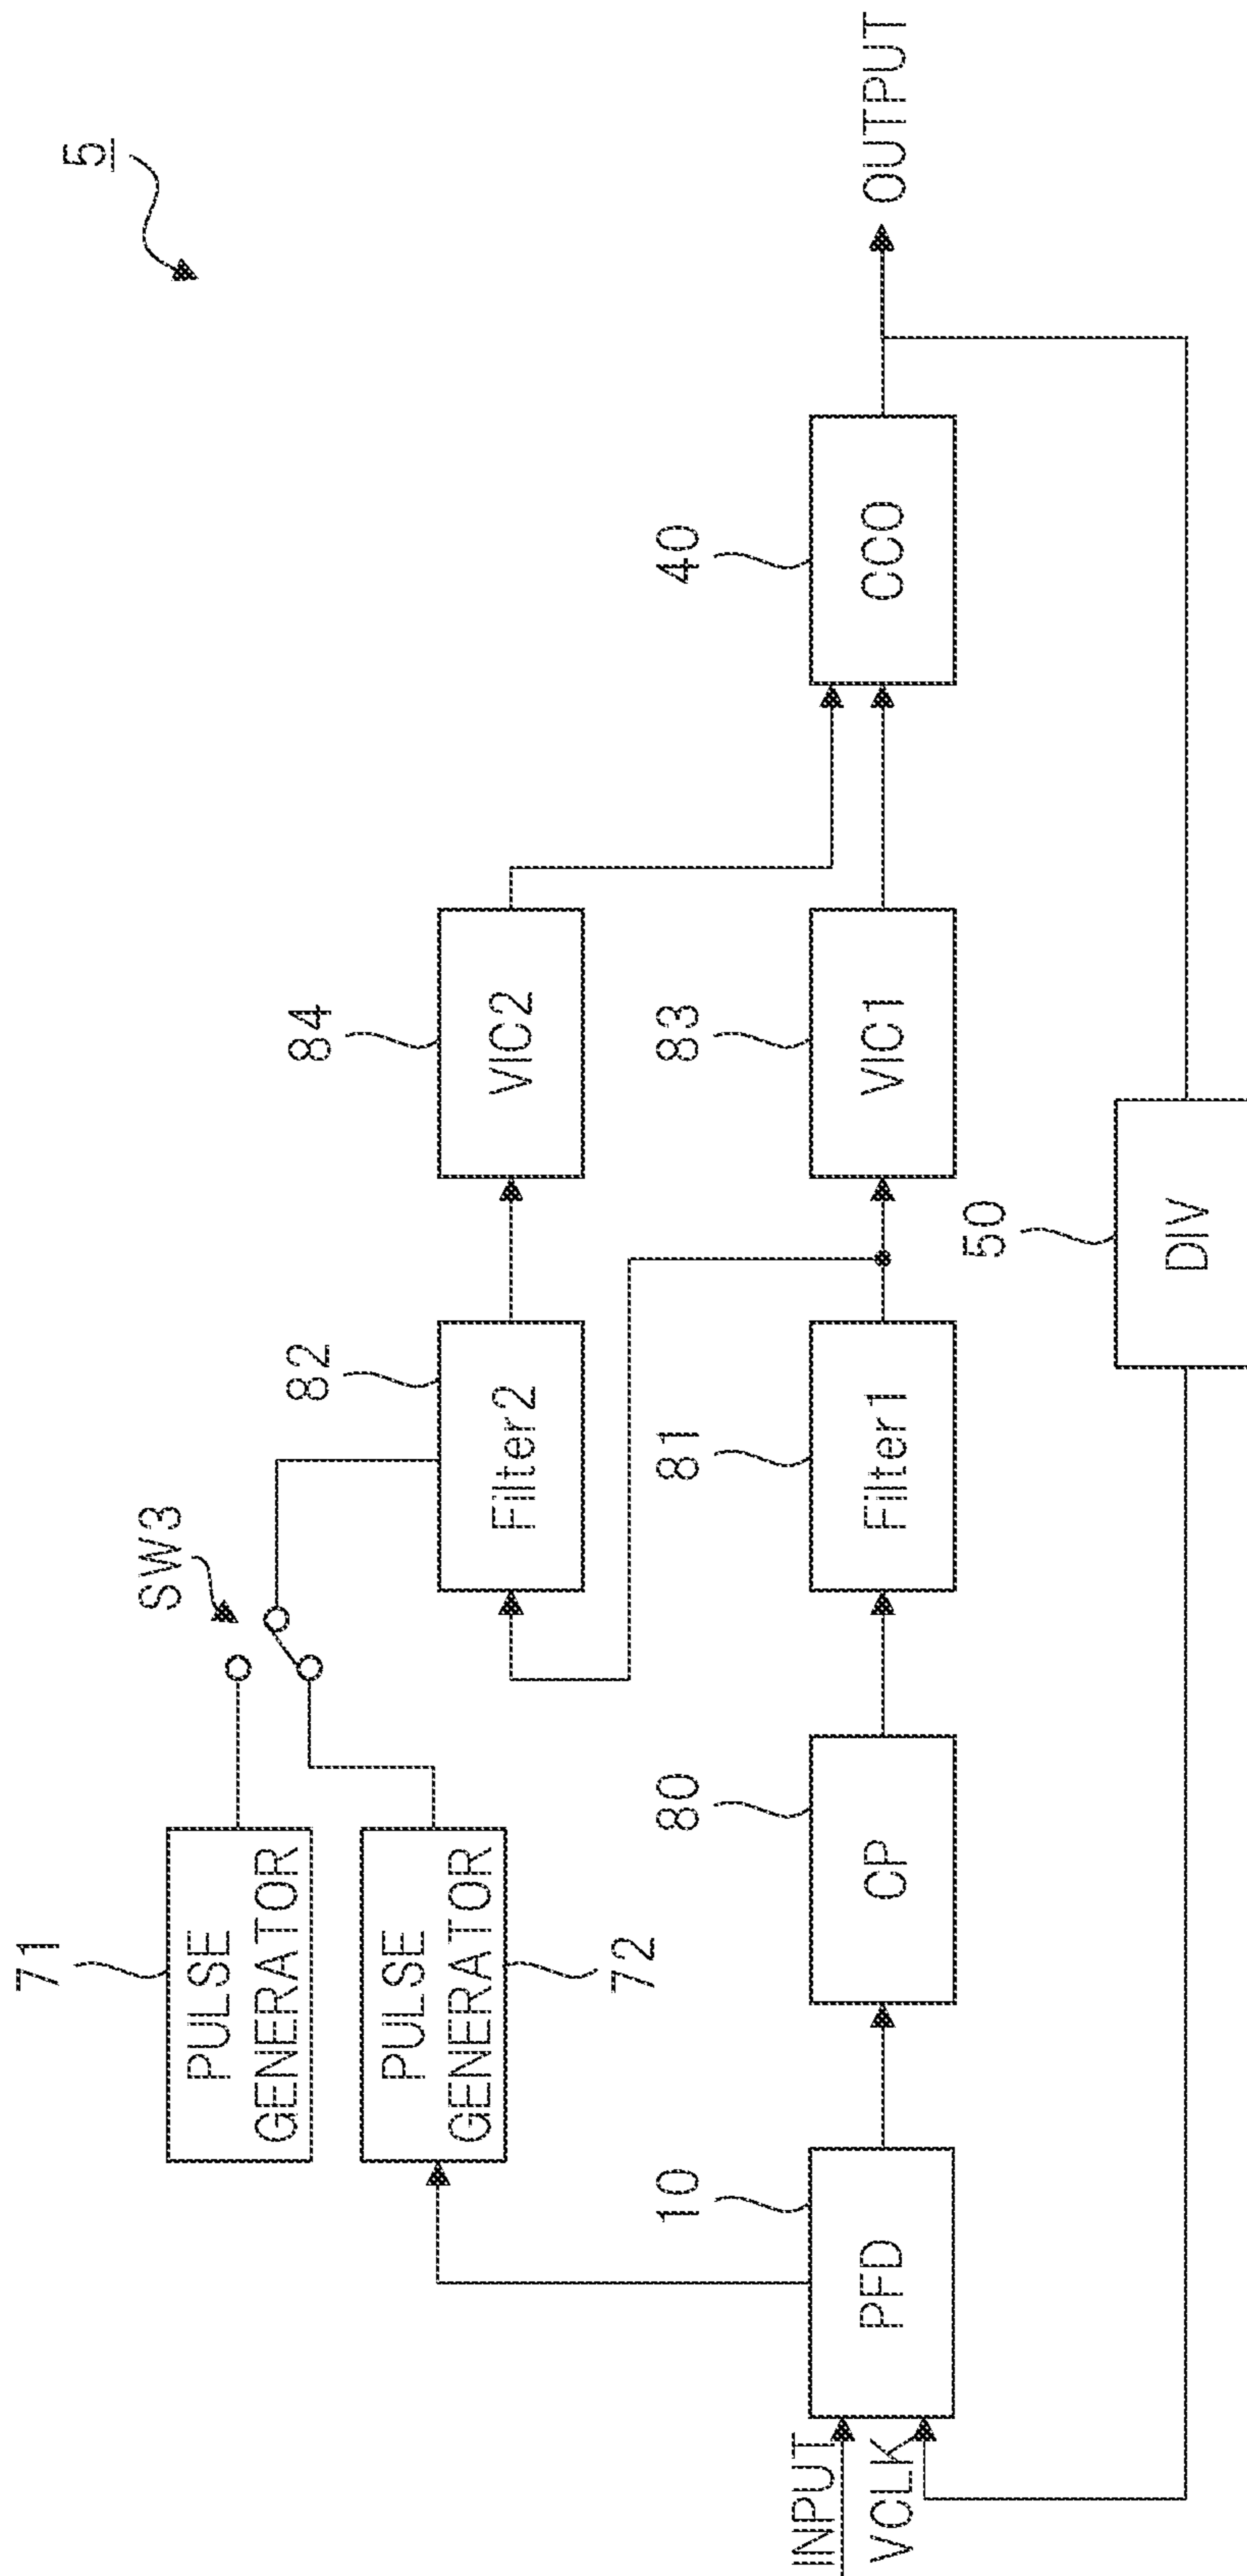 5
71
PULSE
GENERATOR
SW3
PULSE
GENERATOR
72
82
Filter2
84
VIC2
INPUT
VCLK
10
PFD
80
CP
81
Filter1
83
VIC1
40
CCO
OUTPUT
50
DIV